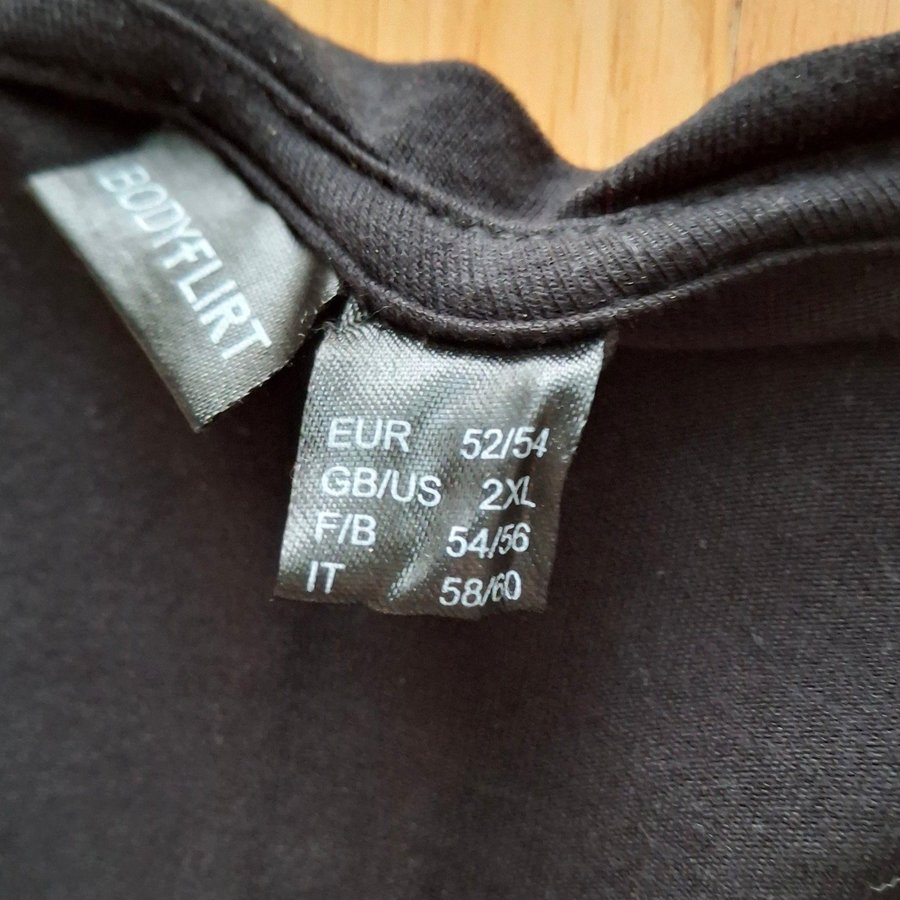 BODYFLIRT
EUR 52/54
GB/US 2XL
F/B 54/56
IT 58/60